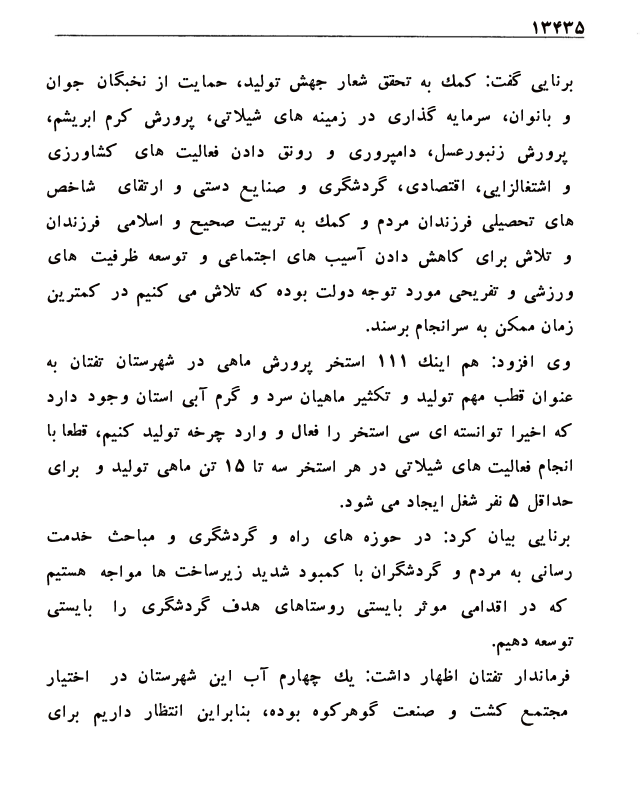 ۱۳۴۳۵
برنایی گفت: کمك به تحقق شعار جهش تولید، حمایت از نخبگان جوان
و بانوان، سرمایه گذاری در زمینه های شیلاتی، پرورش کرم ابریشم،
پرورش زنبورعسل، دامپروری و رونق دادن فعالیت های کشاورزی
و اشتغالزایی، اقتصادی، گردشگری و صنایع دستی و ارتقای شاخص
های تحصیلی فرزندان مردم و کمك به تربیت صحیح و اسلامی فرزندان
و تلاش برای کاهش دادن آسیب های اجتماعی و توسعه ظرفیت های
ورزشی و تفریحی مورد توجه دولت بوده که تلاش می کنیم در کمترین
زمان ممکن به سرانجام برسند.
وی افزود: هم اینك ۱۱۱ استخر پرورش ماهی در شهرستان تفتان به
عنوان قطب مهم تولید و تکثیر ماهیان سرد و گرم آبی استان وجود دارد
که اخیرا توانسته ای سی استخر را فعال و وارد چرخه تولید کنیم، قطعا با
انجام فعالیت های شیلاتی در هر استخر سه تا ۱۵ تن ماهی تولید و برای
حداقل ۵ نفر شغل ایجاد می شود.
برنایی بیان کرد: در حوزه های راه و گردشگری و مباحث خدمت
رسانی به مردم و گردشگران با کمبود شدید زیرساخت ها مواجه هستیم
که در اقدامی موثر بایستی روستاهای هدف گردشگری را بایستی
توسعه دهیم.
فرماندار تفتان اظهار داشت: یك چهارم آب این شهرستان در اختیار
مجتمع کشت و صنعت گوهرکوه بوده، بنابراین انتظار داریم برای